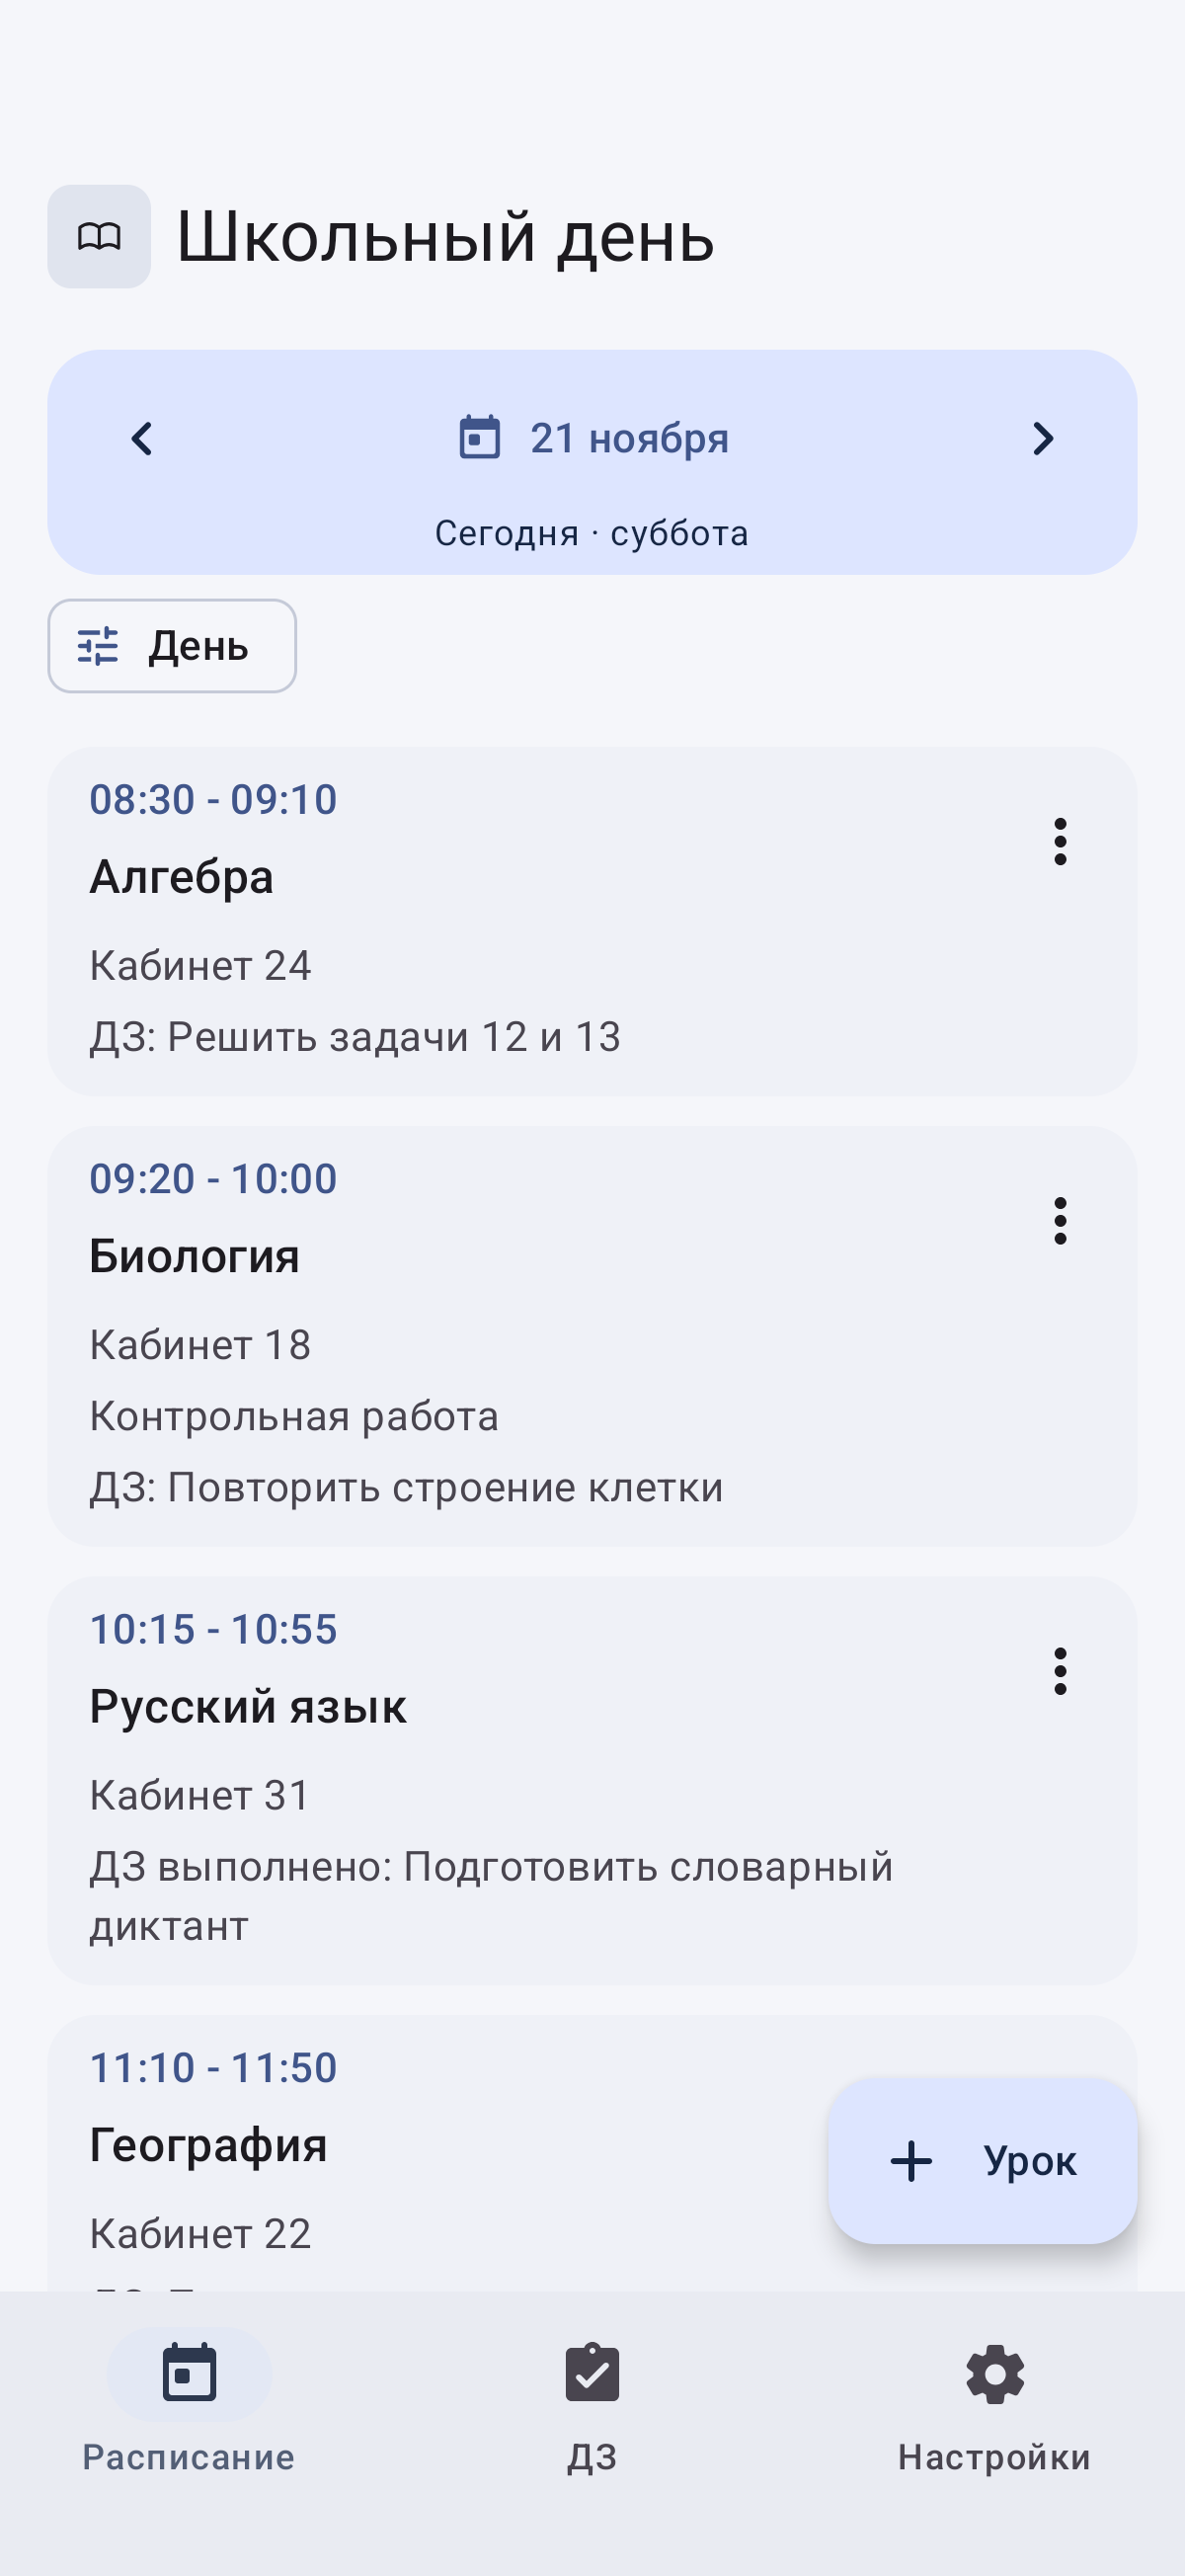 Школьный день
21 ноября
Сегодня · суббота
День
08:30 - 09:10
Алгебра
Кабинет 24
ДЗ: Решить задачи 12 и 13
09:20 - 10:00
Биология
Кабинет 18
Контрольная работа
ДЗ: Повторить строение клетки
10:15 - 10:55
Русский язык
Кабинет 31
ДЗ выполнено: Подготовить словарный
диктант
11:10 - 11:50
География
Кабинет 22
Урок
Расписание
ДЗ
Настройки